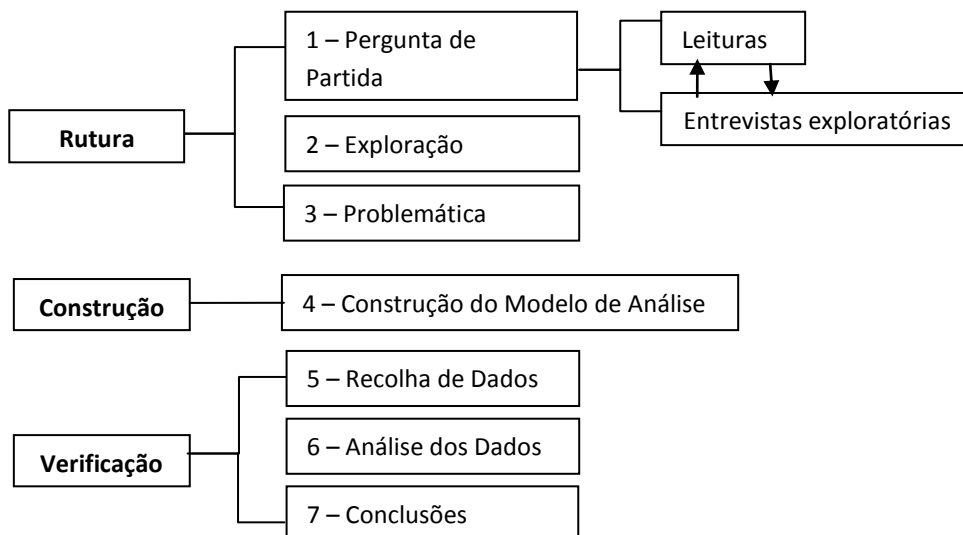 1 – Pergunta de
Partida
Leituras
Entrevistas exploratórias
Rutura
2 – Exploração
3 – Problemática
Construção
4 – Construção do Modelo de Análise
5 – Recolha de Dados
Verificação
6 – Análise dos Dados
7 – Conclusões